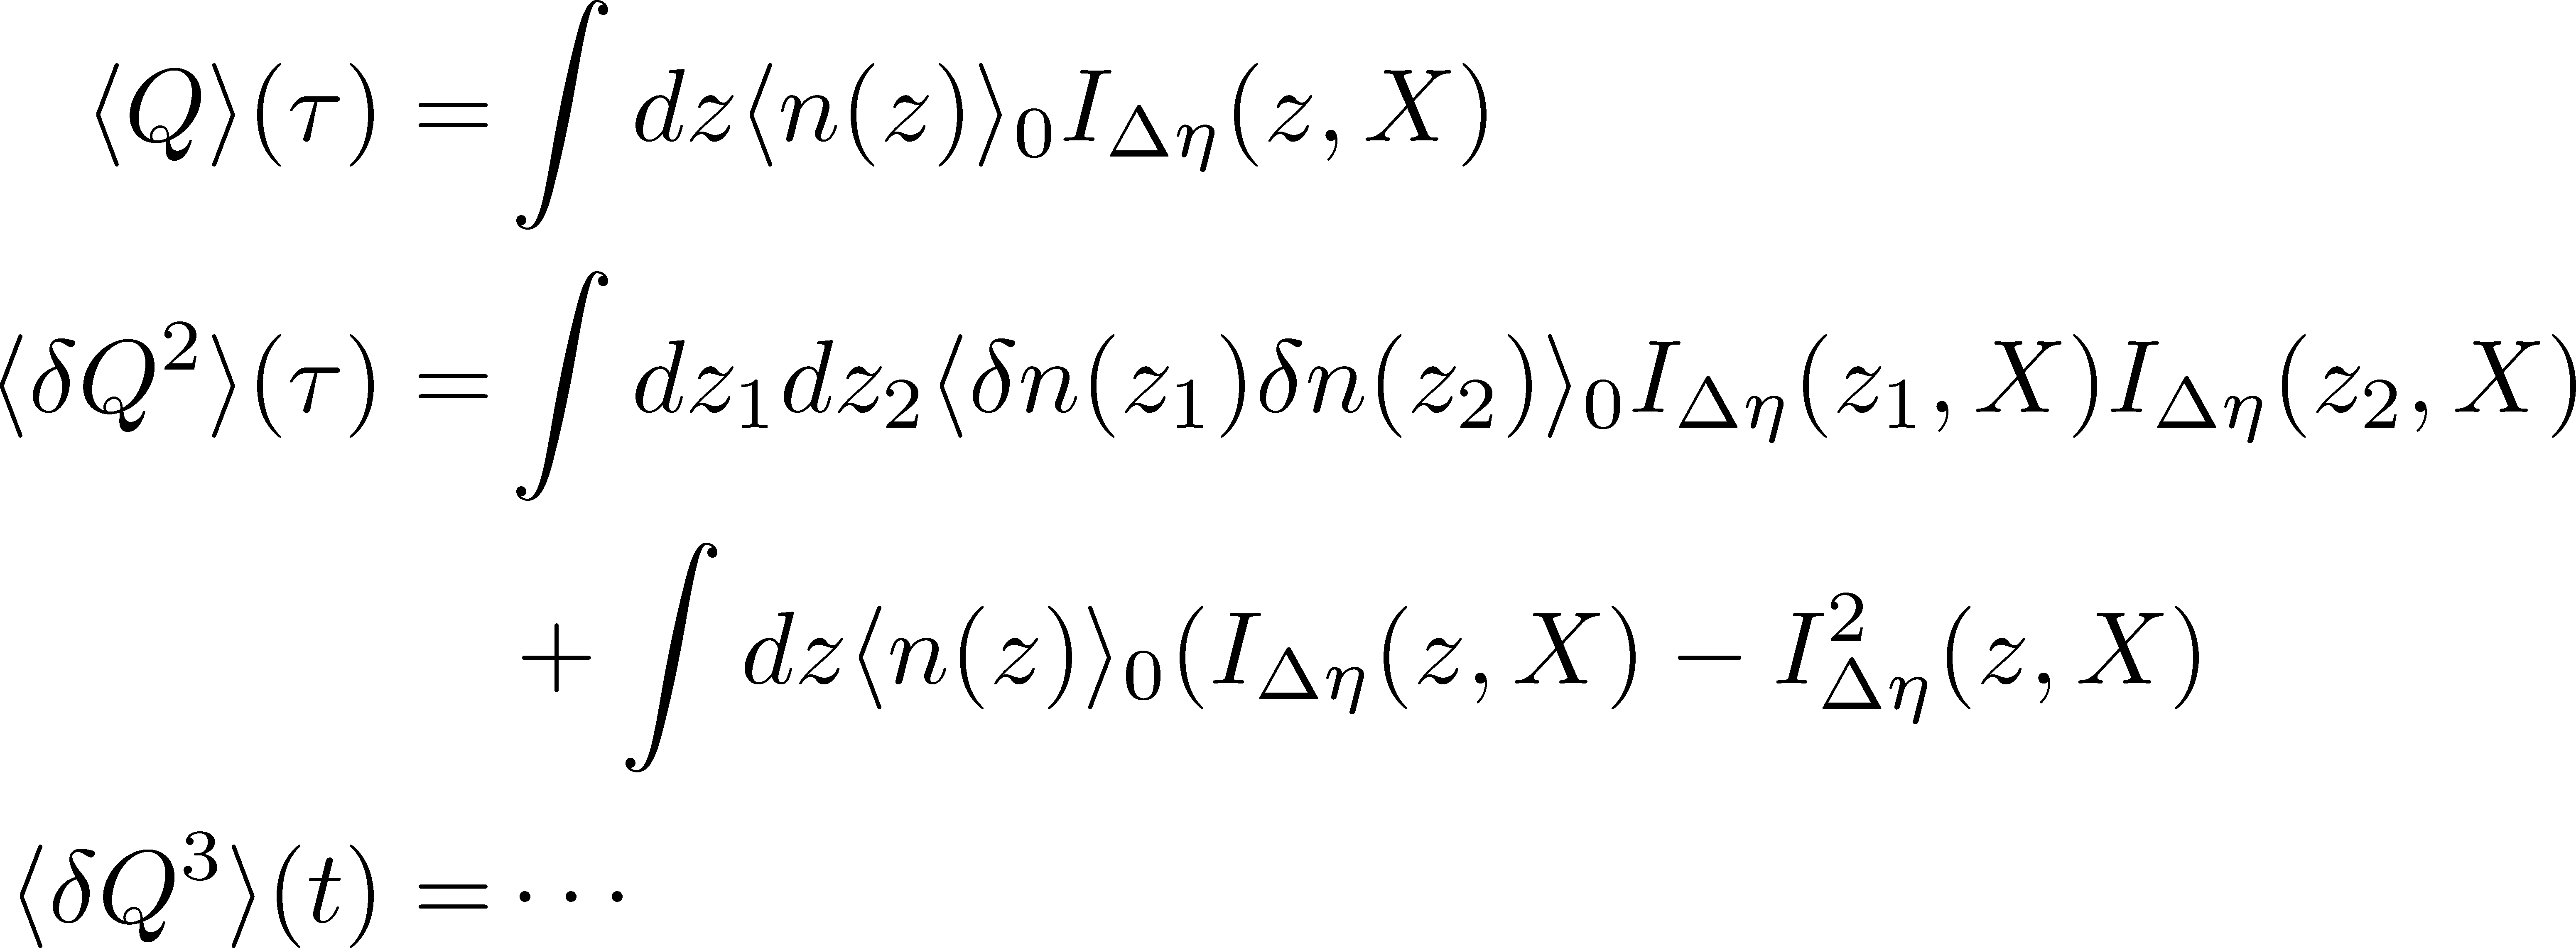 ⟨Q⟩(τ) = ∫ dz⟨n(z)⟩₀I_{Δη}(z, X)
⟨δQ²⟩(τ) = ∫ dz₁dz₂⟨δn(z₁)δn(z₂)⟩₀I_{Δη}(z₁, X)I_{Δη}(z₂, X)
+ ∫ dz⟨n(z)⟩₀(I_{Δη}(z, X) − I²_{Δη}(z, X)
⟨δQ³⟩(t) = ···